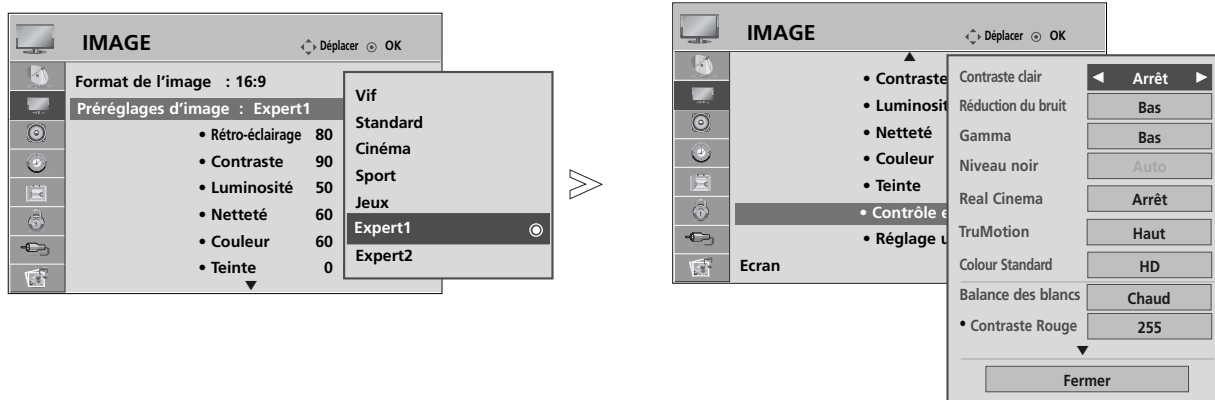 IMAGE
Déplacer OK
Format de l'image : 16:9
Préréglages d'image : Expert1
• Rétro-éclairage 80
• Contraste 90
• Luminosité 50
• Netteté 60
• Couleur 60
• Teinte 0
Vif
Standard
Cinéma
Sport
Jeux
Expert1
Expert2
IMAGE
Déplacer OK
• Contraste
• Luminosit
• Netteté
• Couleur
• Teinte
• Contrôle e
• Réglage u
Ecran
Contraste clair Arrêt
Réduction du bruit Bas
Gamma Bas
Niveau noir Auto
Real Cinema Arrêt
TruMotion Haut
Colour Standard HD
Balance des blancs Chaud
• Contraste Rouge 255
Fermer